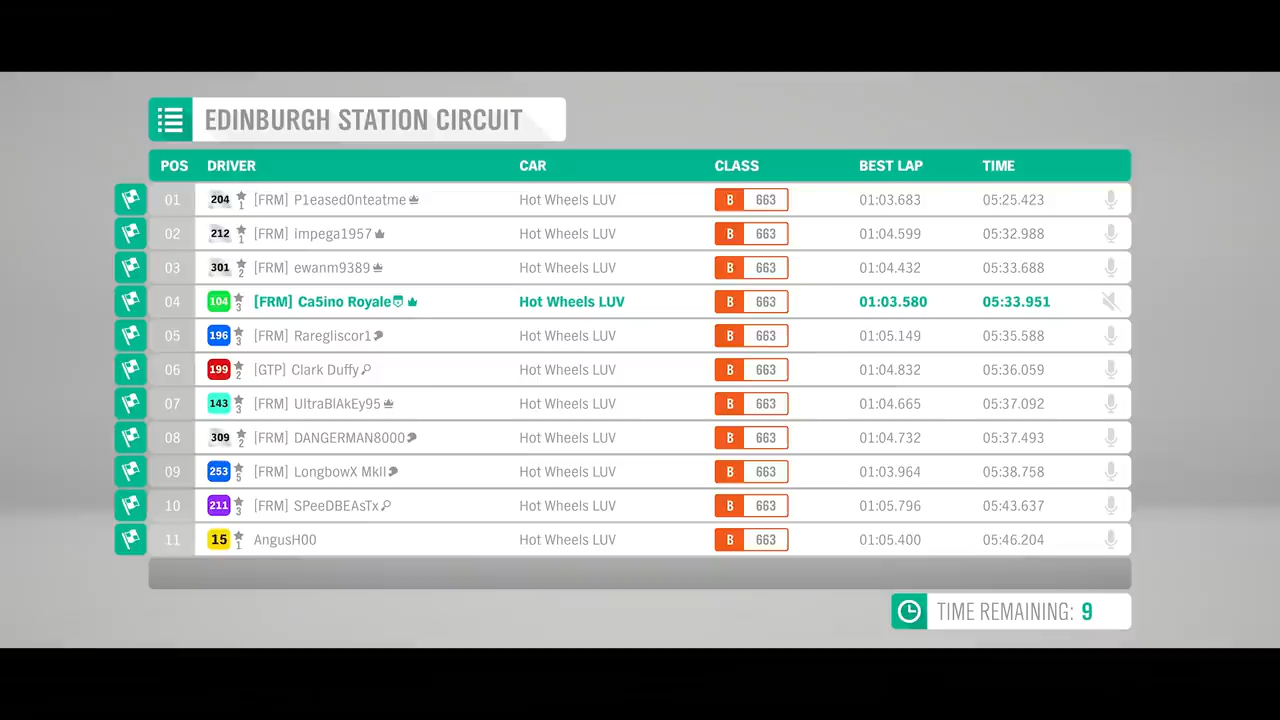 EDINBURGH STATION CIRCUIT
POS DRIVER CAR CLASS BEST LAP TIME
01 204 1 [FRM] P1eased0nteatme Hot Wheels LUV B 663 01:03.683 05:25.423
02 212 1 [FRM] impega1957 Hot Wheels LUV B 663 01:04.599 05:32.988
03 301 2 [FRM] ewanm9389 Hot Wheels LUV B 663 01:04.432 05:33.688
04 104 3 [FRM] Ca5ino Royale Hot Wheels LUV B 663 01:03.580 05:33.951
05 196 3 [FRM] Raregliscor1 Hot Wheels LUV B 663 01:05.149 05:35.588
06 199 2 [GTP] Clark Duffy Hot Wheels LUV B 663 01:04.832 05:36.059
07 143 3 [FRM] UltraBlAkEy95 Hot Wheels LUV B 663 01:04.665 05:37.092
08 309 2 [FRM] DANGERMAN8000 Hot Wheels LUV B 663 01:04.732 05:37.493
09 253 5 [FRM] LongbowX MkII Hot Wheels LUV B 663 01:03.964 05:38.758
10 211 3 [FRM] SPeeDBEAsTx Hot Wheels LUV B 663 01:05.796 05:43.637
11 15 1 AngusH00 Hot Wheels LUV B 663 01:05.400 05:46.204
TIME REMAINING: 9